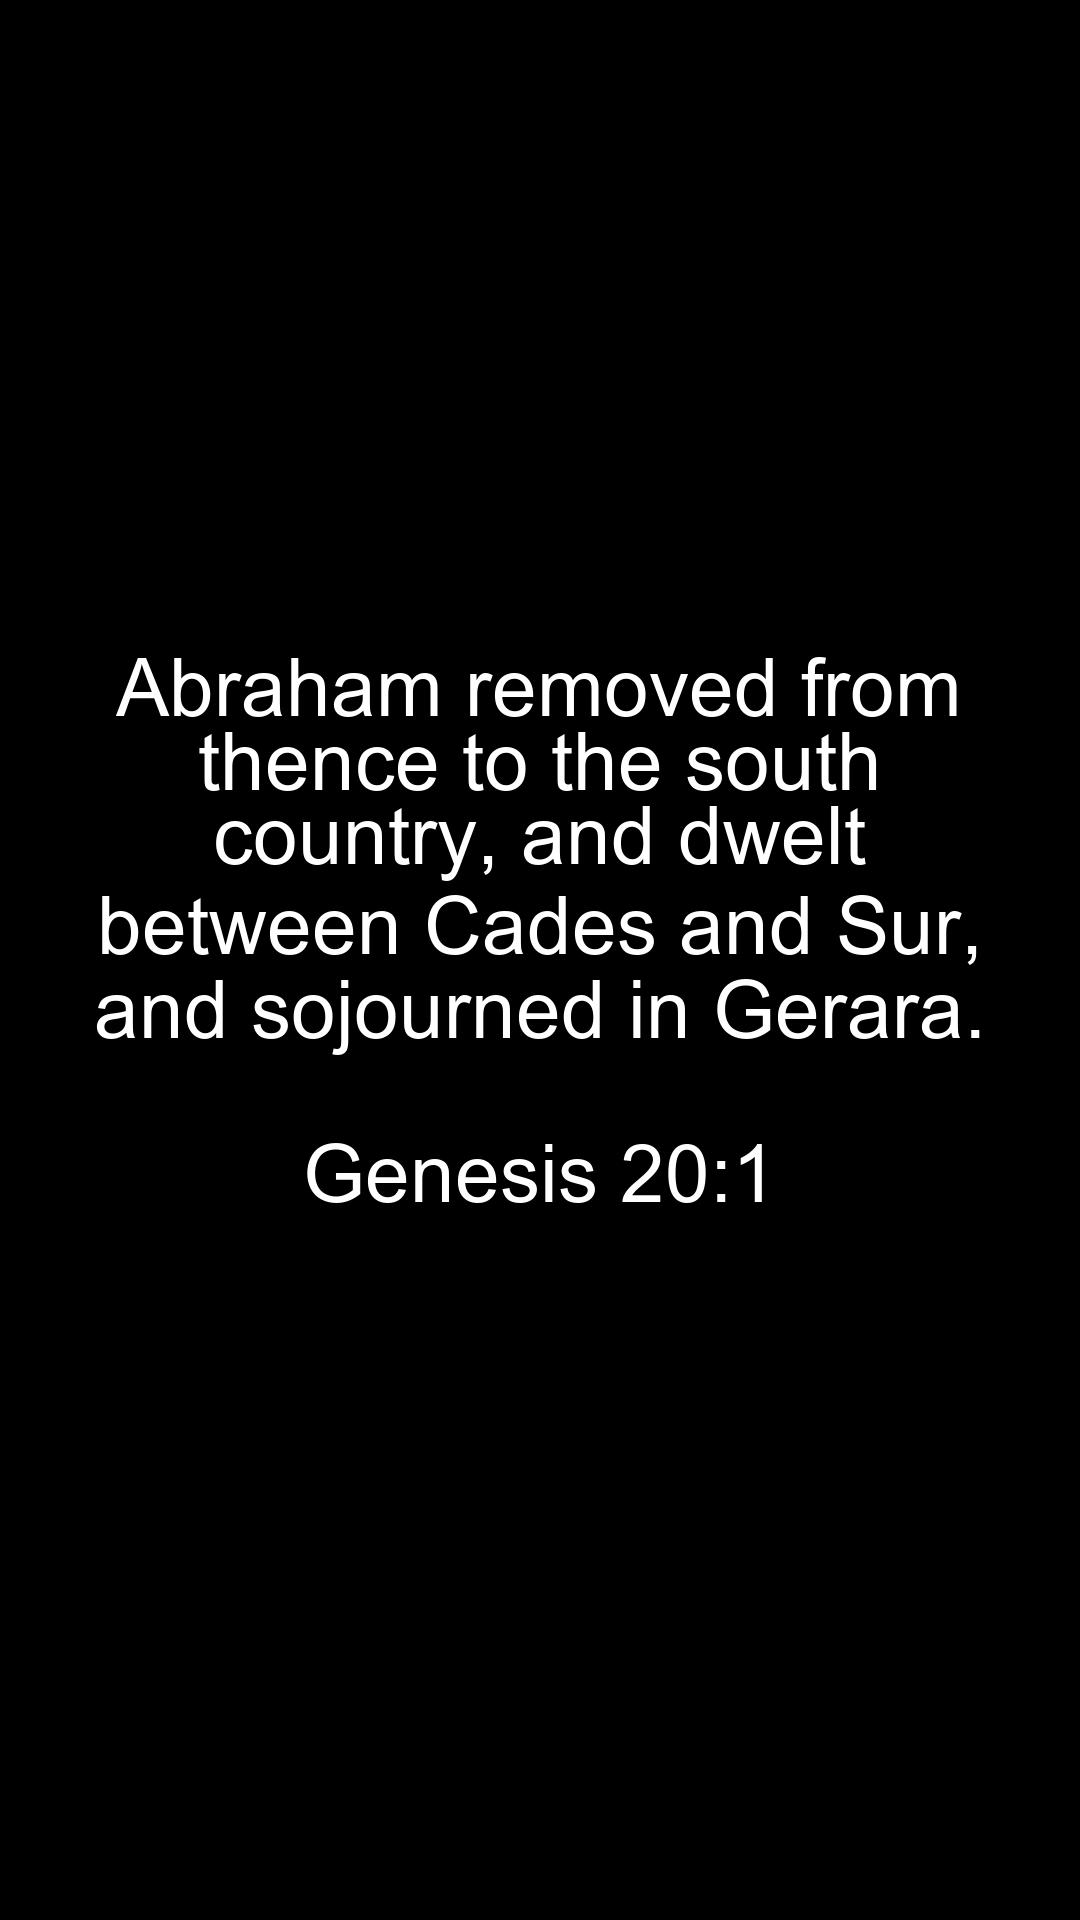 Abraham removed from
thence to the south
country, and dwelt
between Cades and Sur,
and sojourned in Gerara.
Genesis 20:1